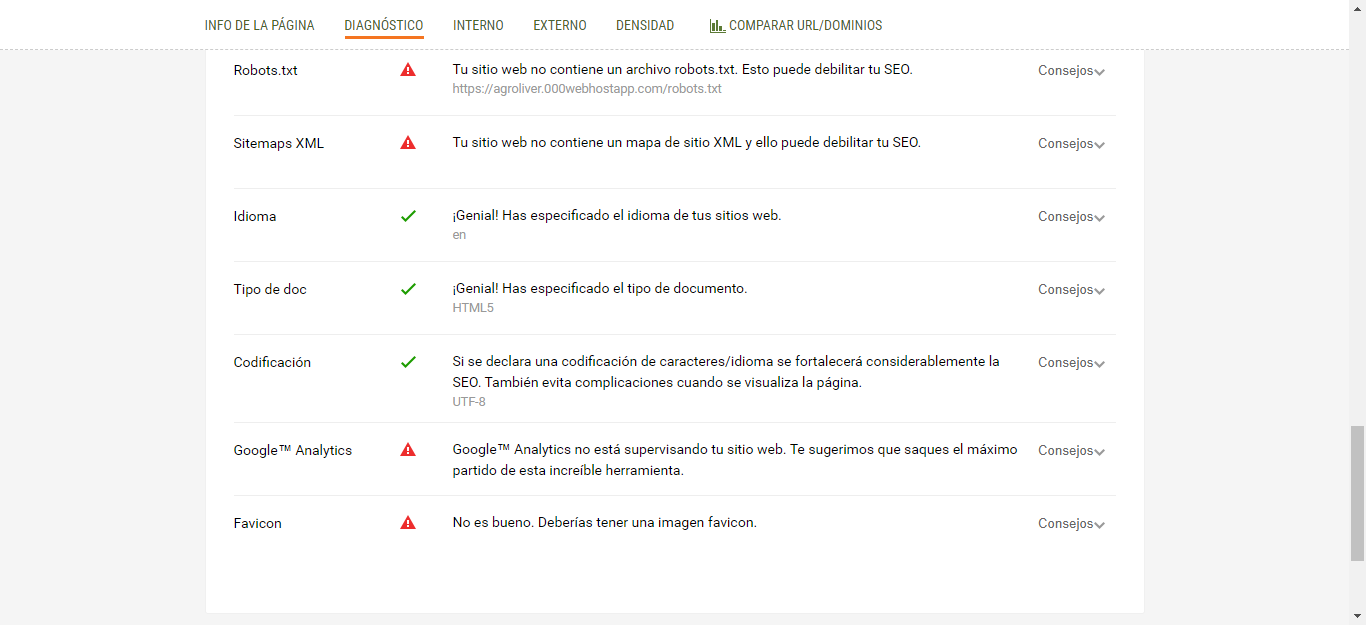 INFO DE LA PÁGINA DIAGNÓSTICO INTERNO EXTERNO DENSIDAD COMPARAR URL/DOMINIOS
Robots.txt Tu sitio web no contiene un archivo robots.txt. Esto puede debilitar tu SEO. Consejos
https://agroliver.000webhostapp.com/robots.txt
Sitemaps XML Tu sitio web no contiene un mapa de sitio XML y ello puede debilitar tu SEO. Consejos
Idioma ¡Genial! Has especificado el idioma de tus sitios web. Consejos
en
Tipo de doc ¡Genial! Has especificado el tipo de documento. Consejos
HTML5
Codificación Si se declara una codificación de caracteres/idioma se fortalecerá considerablemente la Consejos
SEO. También evita complicaciones cuando se visualiza la página.
UTF-8
Google™ Analytics Google™ Analytics no está supervisando tu sitio web. Te sugerimos que saques el máximo Consejos
partido de esta increíble herramienta.
Favicon No es bueno. Deberías tener una imagen favicon. Consejos